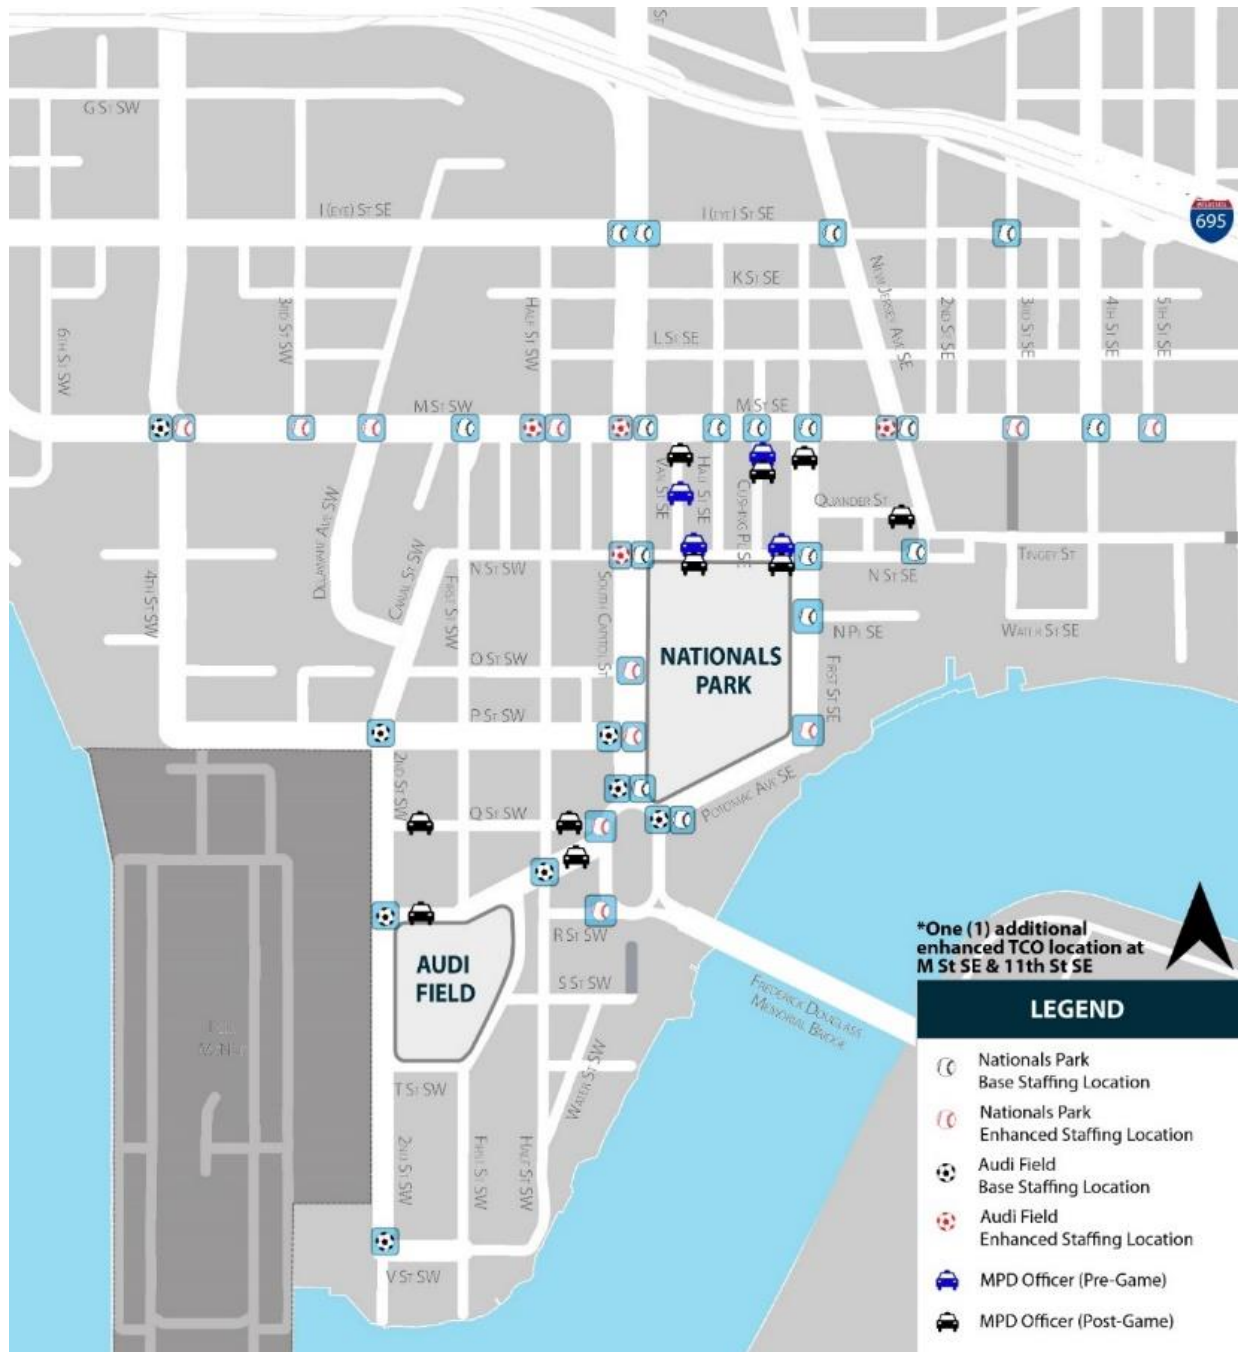 ST
G ST SW
I (EYE) ST SE
I (EYE) ST SE
695
K ST SE
L ST SE
6TH ST SW
3RD ST SW
HALF ST SW
NEW JERSEY AVE SE
2ND ST SE
3RD ST SE
4TH ST SE
5TH ST SE
M ST SW
M ST SE
VAN ST SE
HALF ST SE
CUSHING PL SE
QUANDER ST
TINGEY ST
N ST SE
N ST SW
4TH ST SW
DELAWARE AVE SW
CANAL ST SW
FIRST ST SW
SOUTH CAPITOL ST
N PL SE
WATER ST SE
FIRST ST SE
NATIONALS
PARK
O ST SW
P ST SW
2ND ST SW
Q ST SW
POTOMAC AVE SE
R ST SW
AUDI
FIELD
S ST SW
FREDERICK DOUGLASS
MEMORIAL BRIDGE
T ST SW
WATER ST SW
2ND ST SW
FIRST ST SW
HALF ST SW
V ST SW
*One (1) additional
enhanced TCO location at
M St SE & 11th St SE
LEGEND
Nationals Park
Base Staffing Location
Nationals Park
Enhanced Staffing Location
Audi Field
Base Staffing Location
Audi Field
Enhanced Staffing Location
MPD Officer (Pre-Game)
MPD Officer (Post-Game)